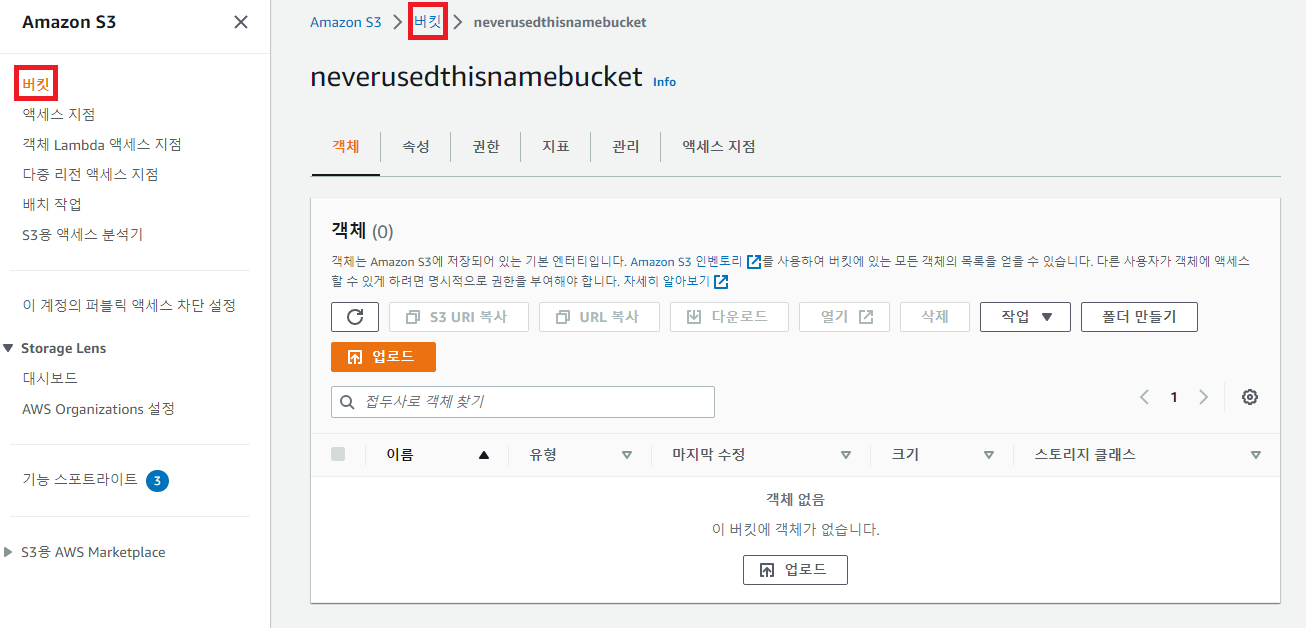 Amazon S3
버킷
액세스 지점
객체 Lambda 액세스 지점
다중 리전 액세스 지점
배치 작업
S3용 액세스 분석기
이 계정의 퍼블릭 액세스 차단 설정
Storage Lens
대시보드
AWS Organizations 설정
기능 스포트라이트 3
S3용 AWS Marketplace
Amazon S3 버킷 neverusedthisnamebucket
neverusedthisnamebucket Info
객체 속성 권한 지표 관리 액세스 지점
객체 (0)
객체는 Amazon S3에 저장되어 있는 기본 엔터티입니다. Amazon S3 인벤토리 를 사용하여 버킷에 있는 모든 객체의 목록을 얻을 수 있습니다. 다른 사용자가 객체에 액세스
할 수 있게 하려면 명시적으로 권한을 부여해야 합니다. 자세히 알아보기
S3 URI 복사 URL 복사 다운로드 열기 삭제 작업 폴더 만들기
업로드
접두사로 객체 찾기 1
이름 유형 마지막 수정 크기 스토리지 클래스
객체 없음
이 버킷에 객체가 없습니다.
업로드